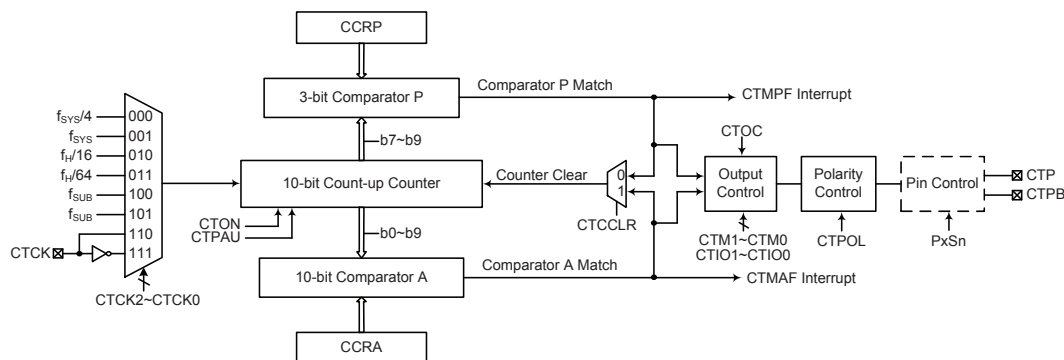 CCRP
3-bit Comparator P
Comparator P Match
CTMPF Interrupt
b7~b9
fSYS/4
000
fSYS
001
fH/16
010
fH/64
011
fSUB
100
fSUB
101
110
CTCK
111
CTCK2~CTCK0
10-bit Count-up Counter
Counter Clear
0
1
CTCCLR
CTON
CTPAU
b0~b9
CTOC
Output
Control
CTM1~CTM0
CTIO1~CTIO0
Polarity
Control
CTPOL
Pin Control
PxSn
CTP
CTPB
10-bit Comparator A
Comparator A Match
CTMAF Interrupt
CCRA